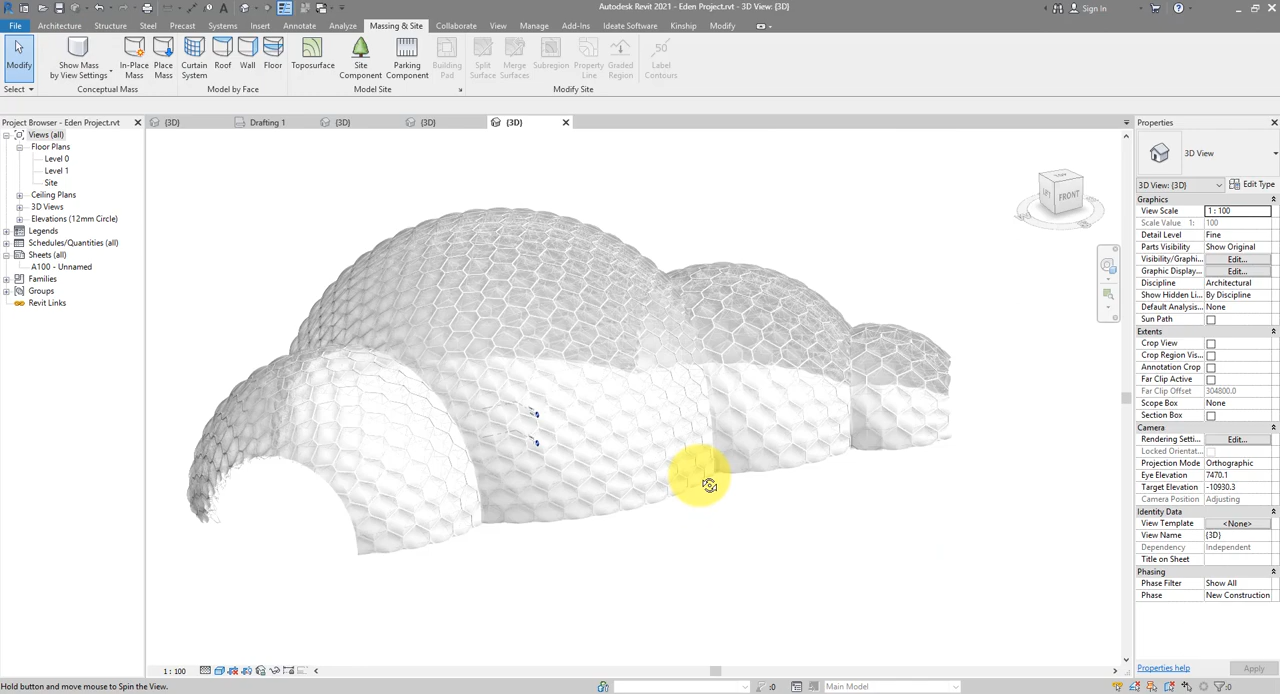 Autodesk Revit 2021 - Eden Project.rvt - 3D View: {3D}
Sign In
File Architecture Structure Steel Precast Systems Insert Annotate Analyze Massing & Site Collaborate View Manage Add-Ins Ideate Software Kinship Modify
Modify
Show Mass by View Settings
In-Place Mass
Place Mass
Curtain System
Roof
Wall
Floor
Toposurface
Site Component
Parking Component
Building Pad
Split Surface
Merge Surfaces
Subregion
Property Line
Graded Region
50
Label Contours
Select
Conceptual Mass
Model by Face
Model Site
Modify Site
Project Browser - Eden Project.rvt
Views (all)
Floor Plans
Level 0
Level 1
Site
Ceiling Plans
3D Views
Elevations (12mm Circle)
Legends
Schedules/Quantities (all)
Sheets (all)
A100 - Unnamed
Families
Groups
Revit Links
{3D}
Drafting 1
{3D}
{3D}
{3D}
TOP
LEFT
FRONT
Properties
3D View
3D View: {3D}
Edit Type
Graphics
View Scale 1 : 100
Scale Value 1: 100
Detail Level Fine
Parts Visibility Show Original
Visibility/Graphi... Edit...
Graphic Display... Edit...
Discipline Architectural
Show Hidden Li... By Discipline
Default Analysis... None
Sun Path
Extents
Crop View
Crop Region Vis...
Annotation Crop
Far Clip Active
Far Clip Offset 304800.0
Scope Box None
Section Box
Camera
Rendering Setti... Edit...
Locked Orientat...
Projection Mode Orthographic
Eye Elevation 7470.1
Target Elevation -10930.3
Camera Position Adjusting
Identity Data
View Template <None>
View Name {3D}
Dependency Independent
Title on Sheet
Phasing
Phase Filter Show All
Phase New Construction
Properties help
Apply
1 : 100
Hold button and move mouse to Spin the View.
:0
Main Model
:0